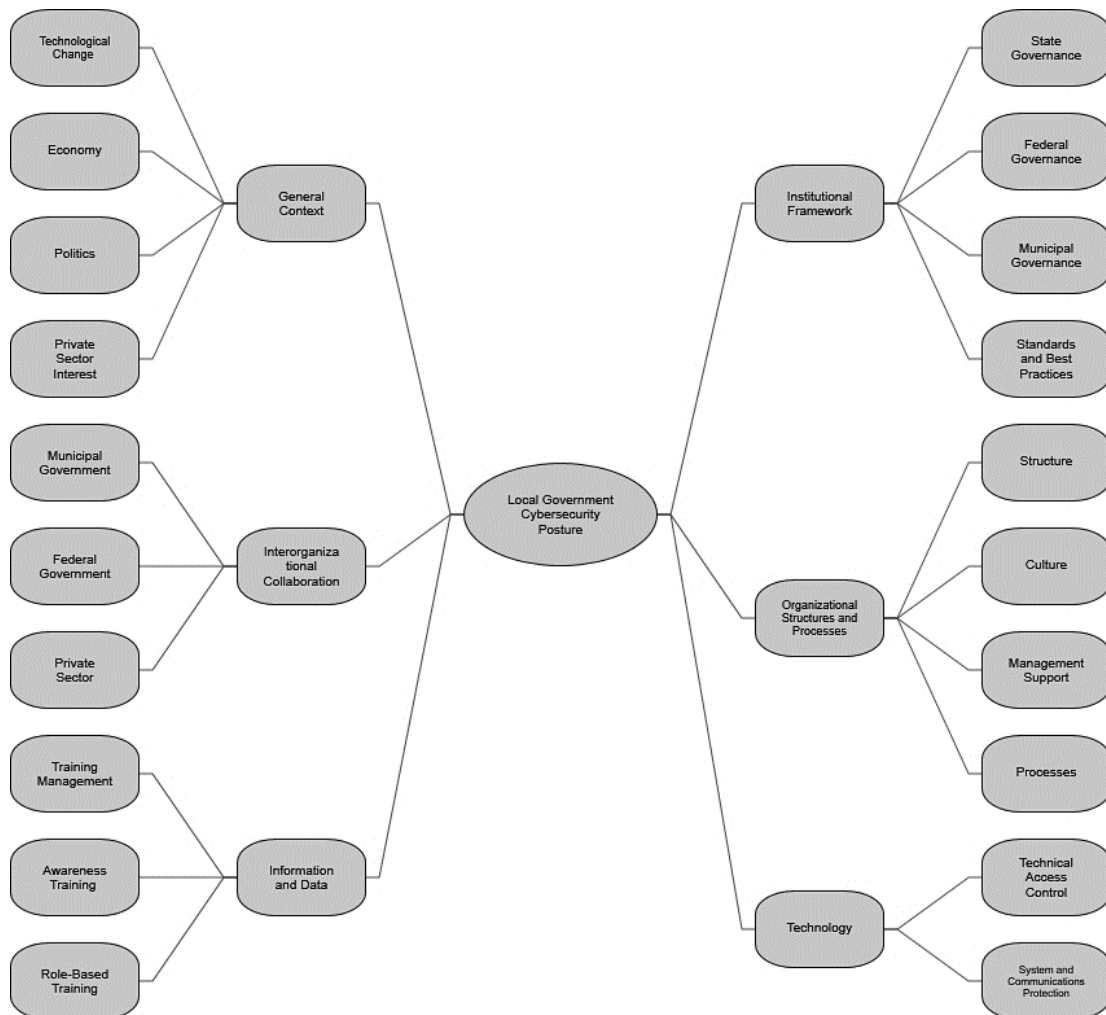 Technological
Change
Economy
Politics
Private
Sector
Interest
General
Context
Municipal
Government
Federal
Government
Private
Sector
Interorganiza
tional
Collaboration
Training
Management
Awareness
Training
Role-Based
Training
Information
and Data
Local Government
Cybersecurity
Posture
Institutional
Framework
State
Governance
Federal
Governance
Municipal
Governance
Standards
and Best
Practices
Organizational
Structures and
Processes
Structure
Culture
Management
Support
Processes
Technology
Technical
Access
Control
System and
Communications
Protection